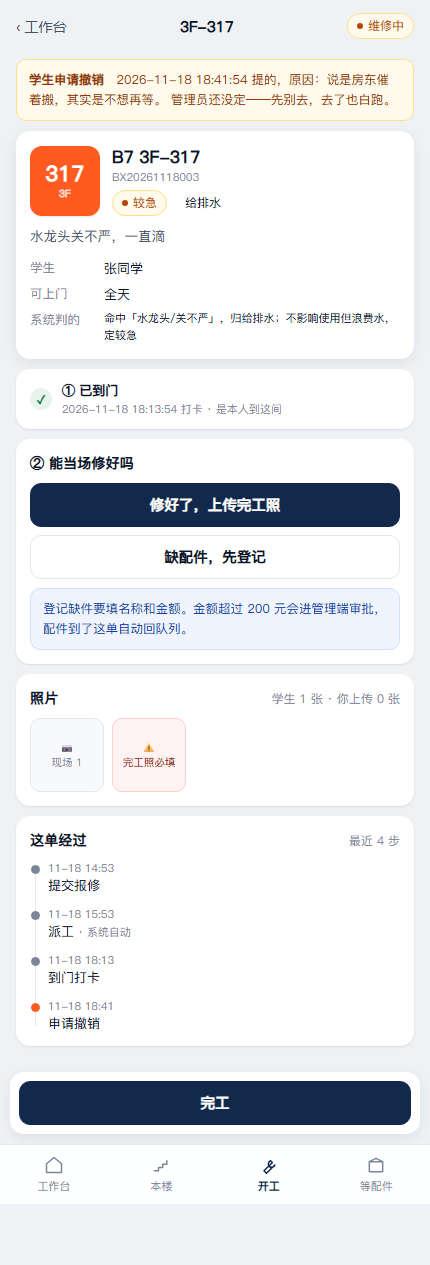 ‹ 工作台
3F-317
维修中
学生申请撤销 2026-11-18 18:41:54 提的，原因：说是房东催
着搬，其实是不想再等。 管理员还没定——先别去，去了也白跑。
317
3F
B7 3F-317
BX20261118003
较急
给排水
水龙头关不严，一直滴
学生
张同学
可上门
全天
系统判的
命中「水龙头/关不严」，归给排水；不影响使用但浪费水，
定较急
✓
① 已到门
2026-11-18 18:13:54 打卡 · 是本人到这间
② 能当场修好吗
修好了，上传完工照
缺配件，先登记
登记缺件要填名称和金额。金额超过 200 元会进管理端审批，
配件到了这单自动回队列。
照片
学生 1 张 · 你上传 0 张
现场 1
完工照必填
这单经过
最近 4 步
11-18 14:53
提交报修
11-18 15:53
派工 · 系统自动
11-18 18:13
到门打卡
11-18 18:41
申请撤销
完工
工作台
本楼
开工
等配件